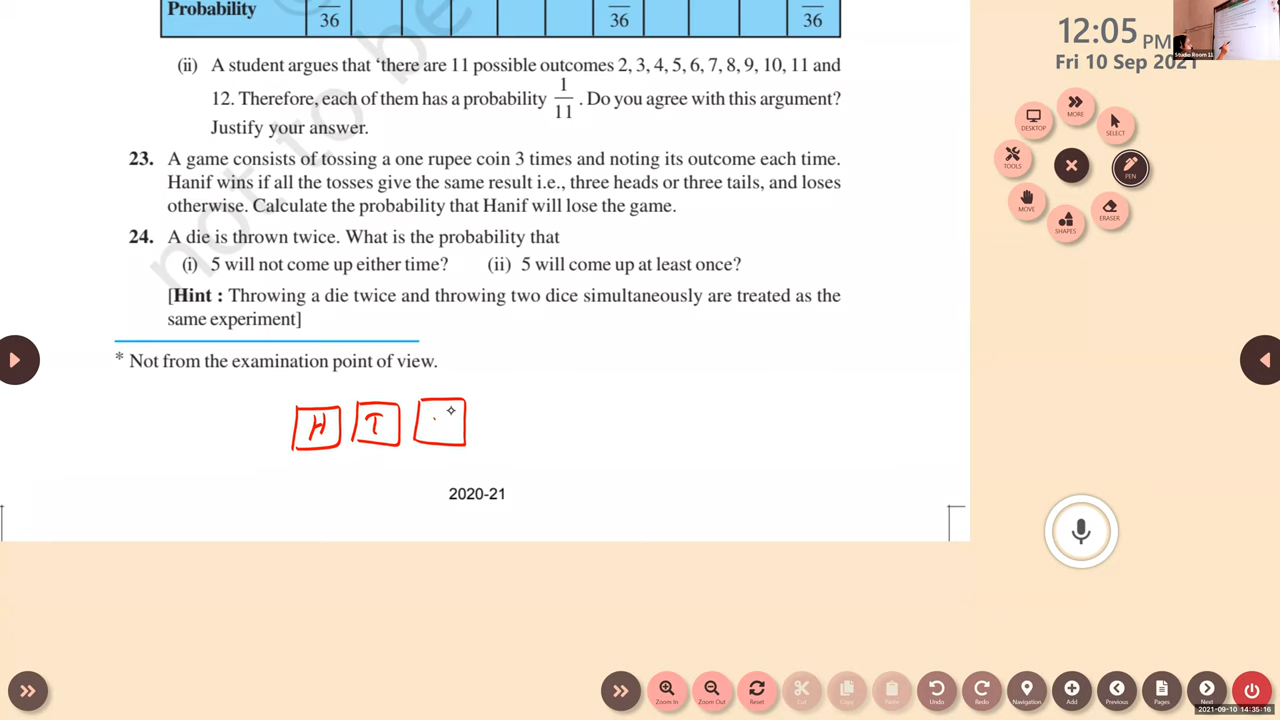 Probability
36 36 36
12:05 PM
Fri 10 Sep 2021
Studio Room 11
(ii) A student argues that 'there are 11 possible outcomes 2, 3, 4, 5, 6, 7, 8, 9, 10, 11 and
12. Therefore, each of them has a probability 1/11 . Do you agree with this argument?
Justify your answer.
23. A game consists of tossing a one rupee coin 3 times and noting its outcome each time.
Hanif wins if all the tosses give the same result i.e., three heads or three tails, and loses
otherwise. Calculate the probability that Hanif will lose the game.
24. A die is thrown twice. What is the probability that
(i) 5 will not come up either time? (ii) 5 will come up at least once?
[Hint : Throwing a die twice and throwing two dice simultaneously are treated as the
same experiment]
* Not from the examination point of view.
H T
2020-21
not to be
MORE
DESKTOP
SELECT
TOOLS
PEN
MOVE
ERASER
SHAPES
Zoom In Zoom Out Reset Cut Copy Paste Undo Redo Navigation Add Previous Pages Next
2021-09-10 14:35:16